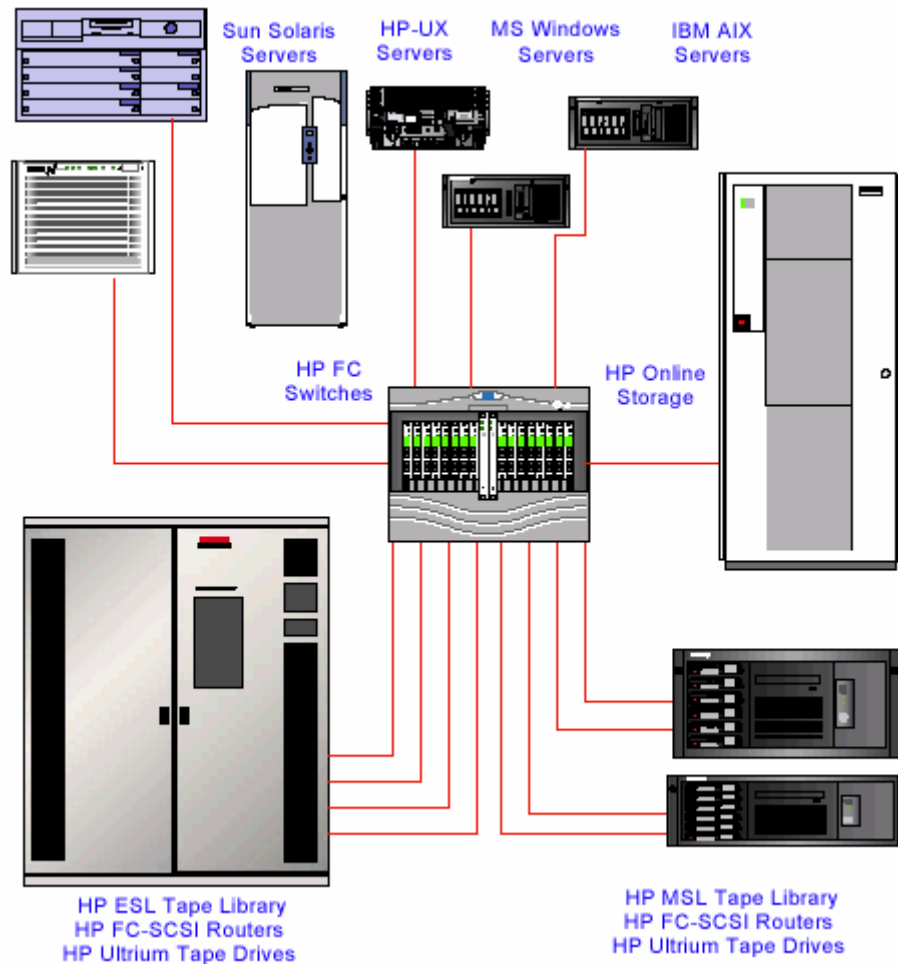 Sun Solaris
Servers
HP-UX
Servers
MS Windows
Servers
IBM AIX
Servers
HP FC
Switches
HP Online
Storage
HP ESL Tape Library
HP FC-SCSI Routers
HP Ultrium Tape Drives
HP MSL Tape Library
HP FC-SCSI Routers
HP Ultrium Tape Drives